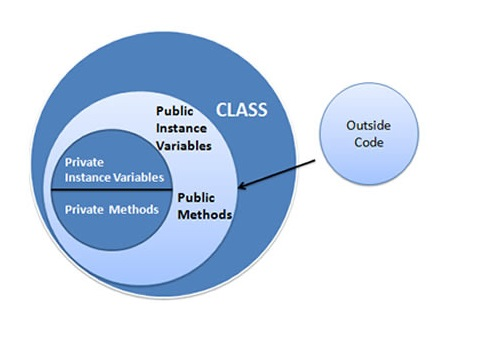 CLASS
Public
Instance
Variables
Private
Instance Variables
Private Methods
Public
Methods
Outside
Code